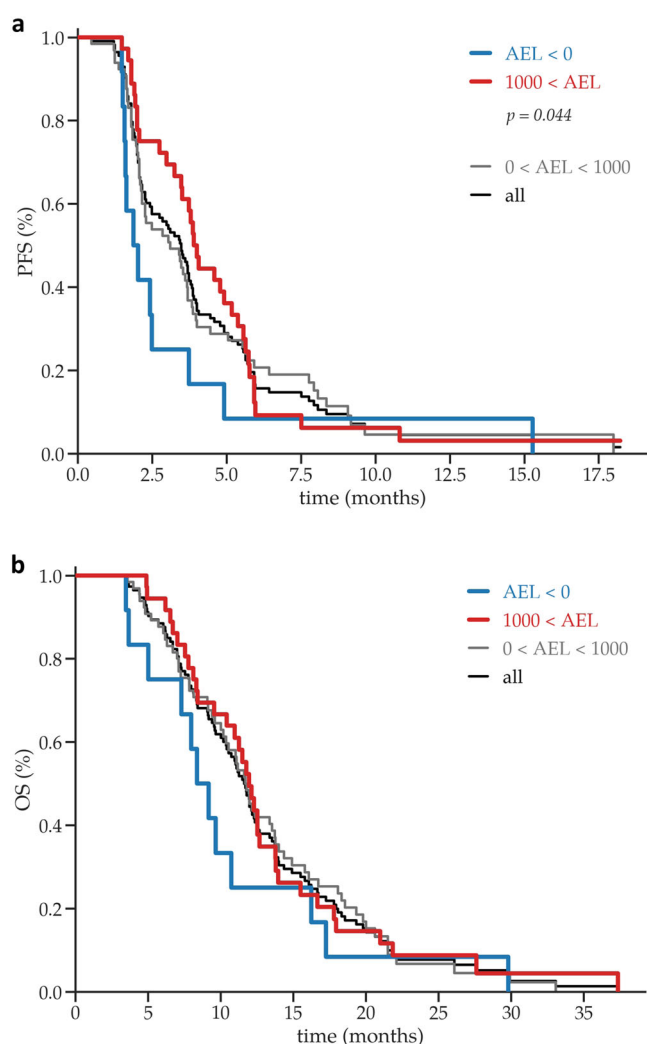 a
1.0
0.8
0.6
0.4
0.2
0.0
PFS (%)
AEL < 0
1000 < AEL
p = 0.044
0 < AEL < 1000
all
0.0 2.5 5.0 7.5 10.0 12.5 15.0 17.5
time (months)
b
1.0
0.8
0.6
0.4
0.2
0.0
OS (%)
AEL < 0
1000 < AEL
0 < AEL < 1000
all
0 5 10 15 20 25 30 35
time (months)